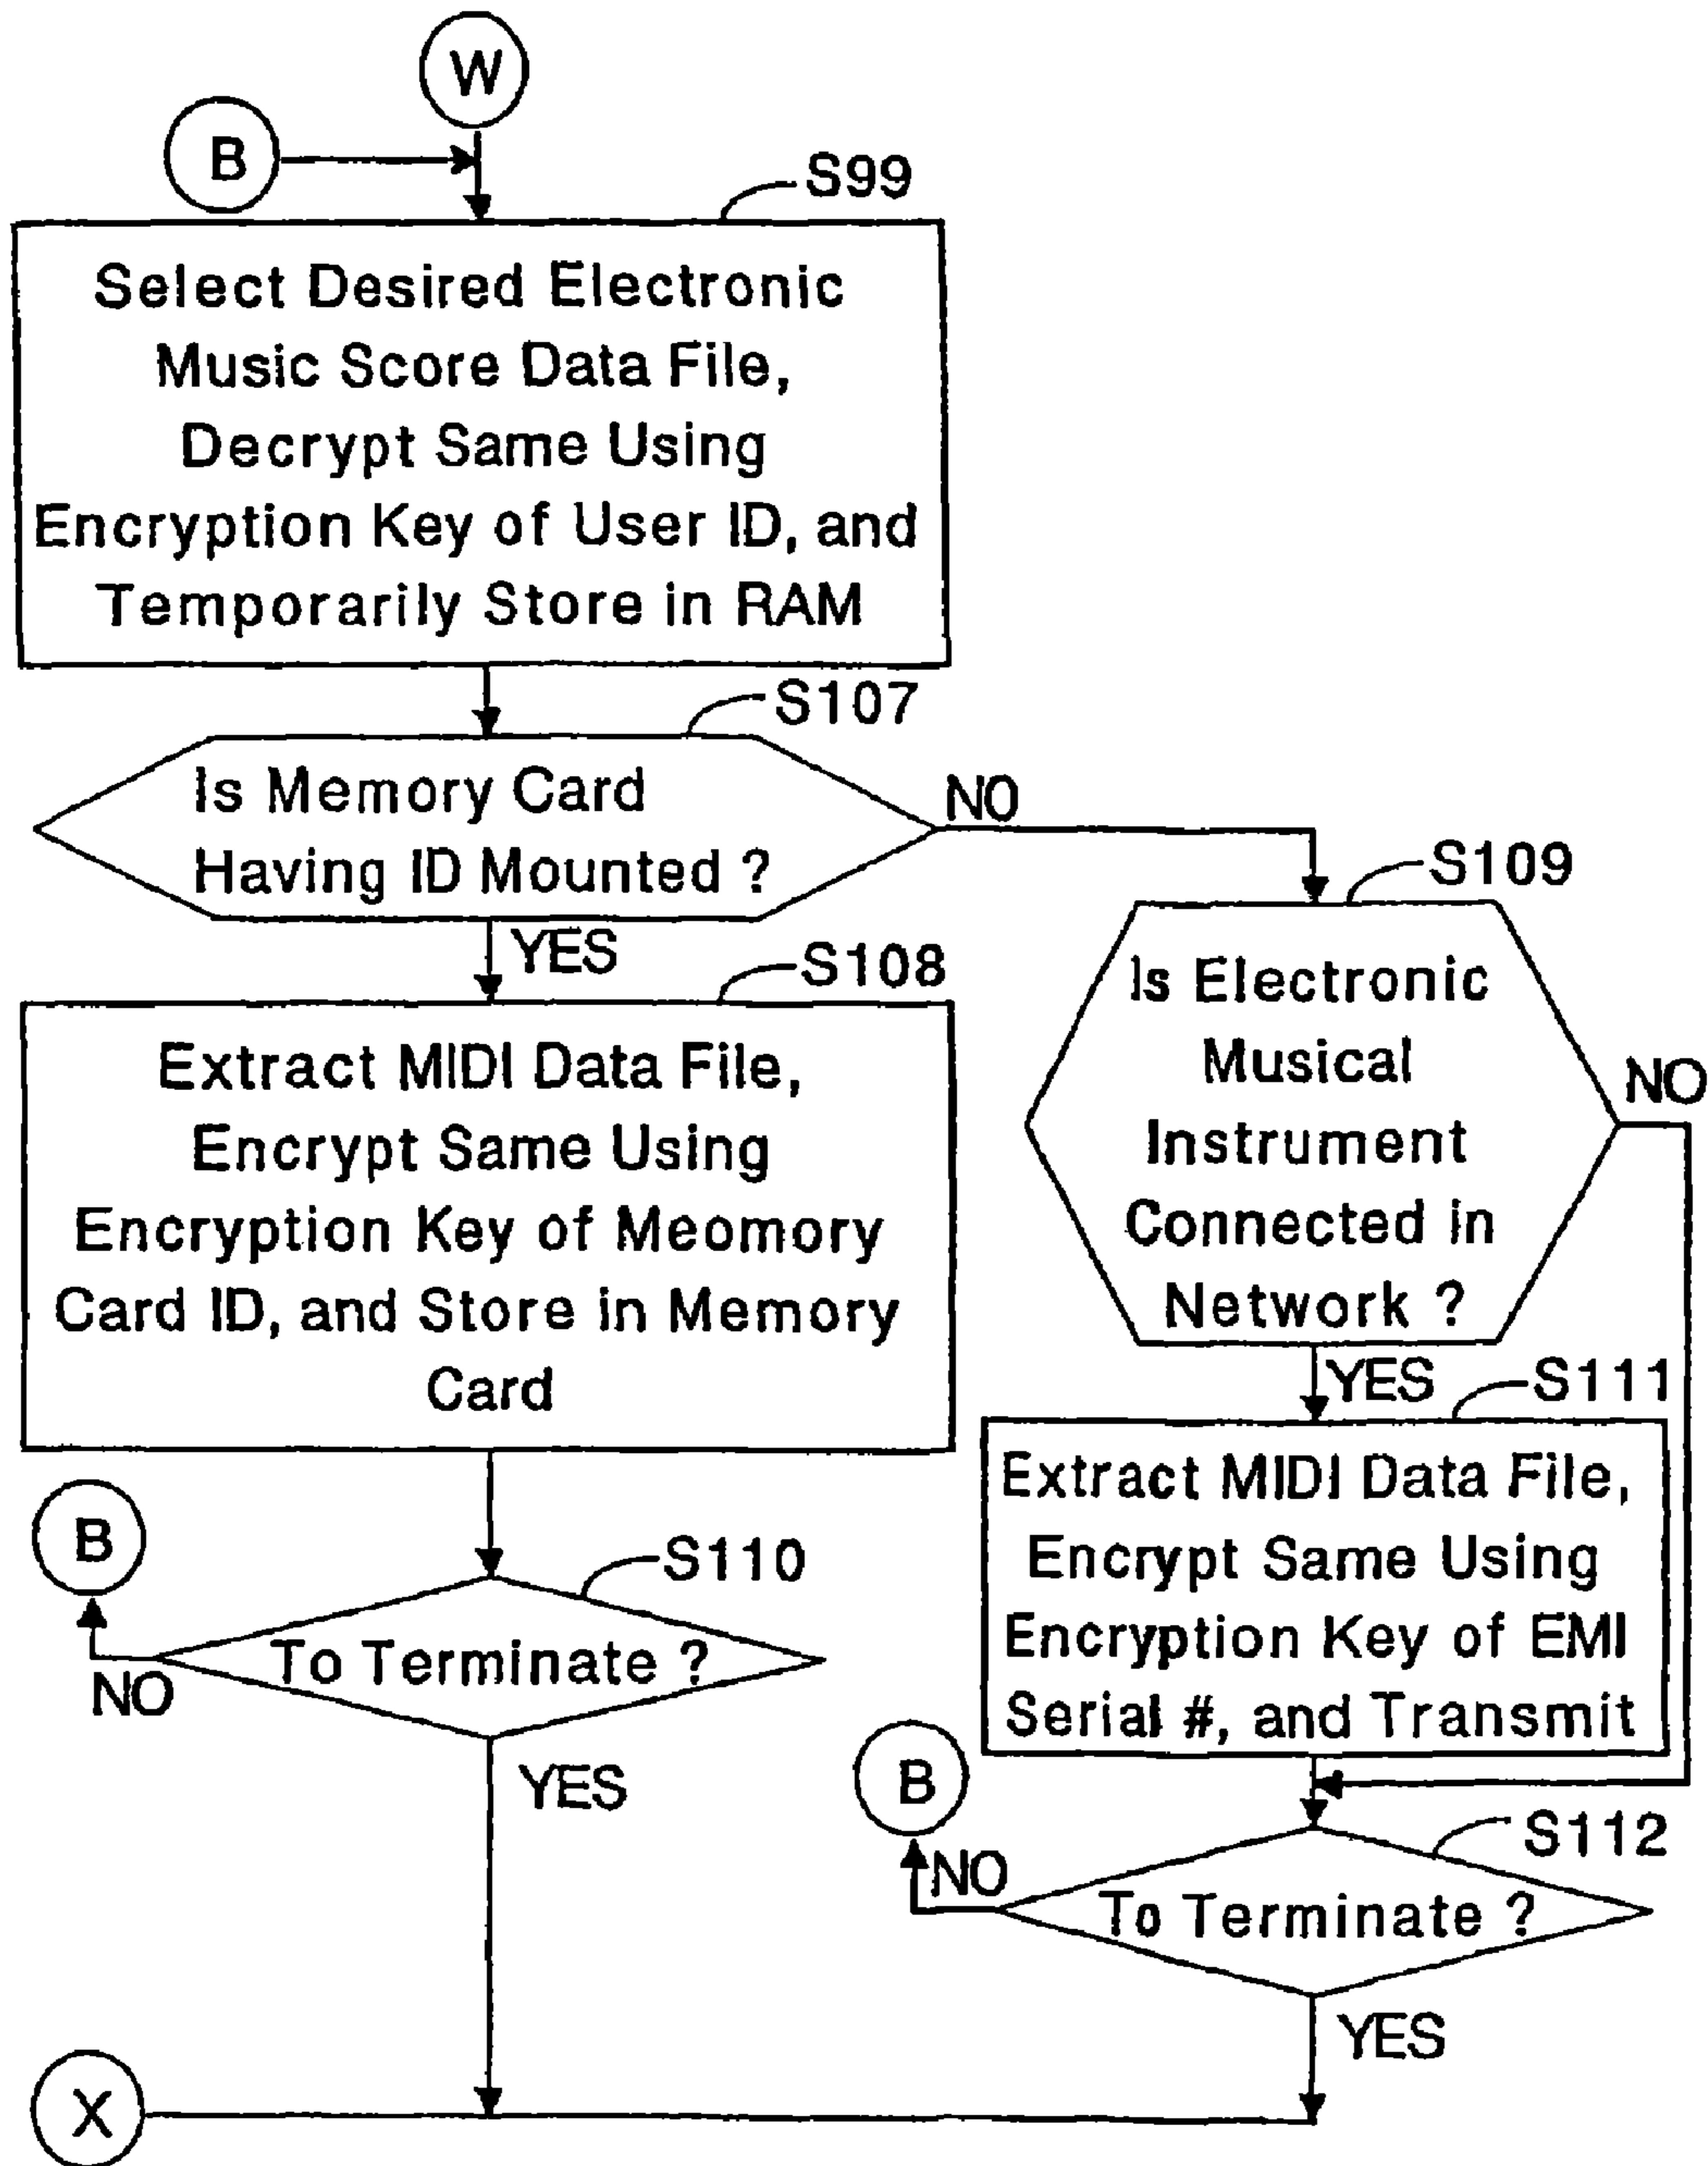 W
B
S99
Select Desired Electronic
Music Score Data File,
Decrypt Same Using
Encryption Key of User ID, and
Temporarily Store in RAM
S107
Is Memory Card
Having ID Mounted ?
NO
YES
S108
Extract MIDI Data File,
Encrypt Same Using
Encryption Key of Meomory
Card ID, and Store in Memory
Card
S109
Is Electronic
Musical
Instrument
Connected in
Network ?
NO
YES
S111
Extract MIDI Data File,
Encrypt Same Using
Encryption Key of EMI
Serial #, and Transmit
B
S110
To Terminate ?
NO
YES
B
S112
To Terminate ?
NO
YES
X